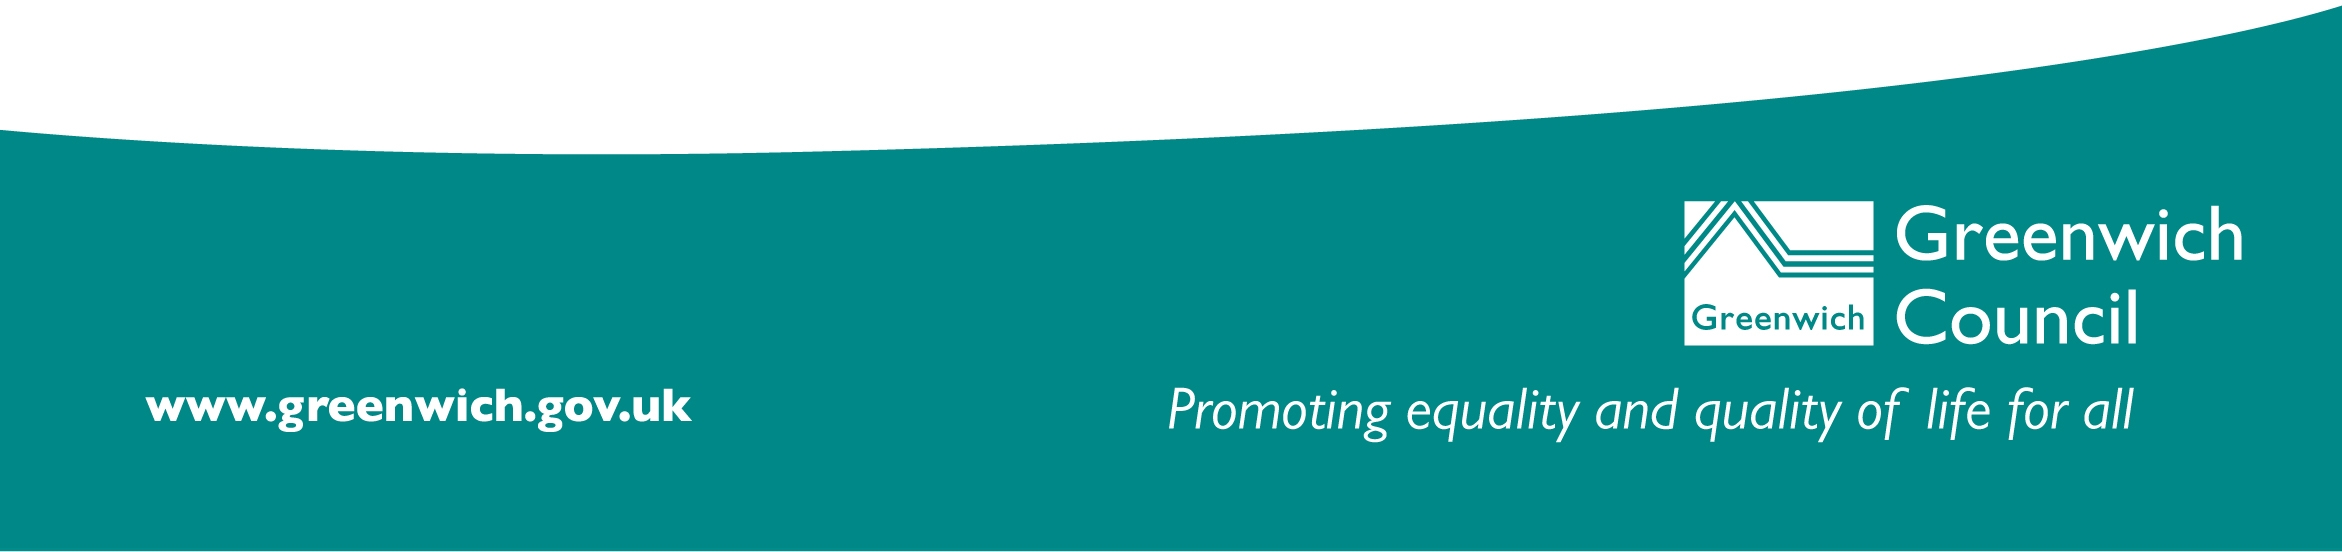 Greenwich
Council
Greenwich
www.greenwich.gov.uk
Promoting equality and quality of life for all